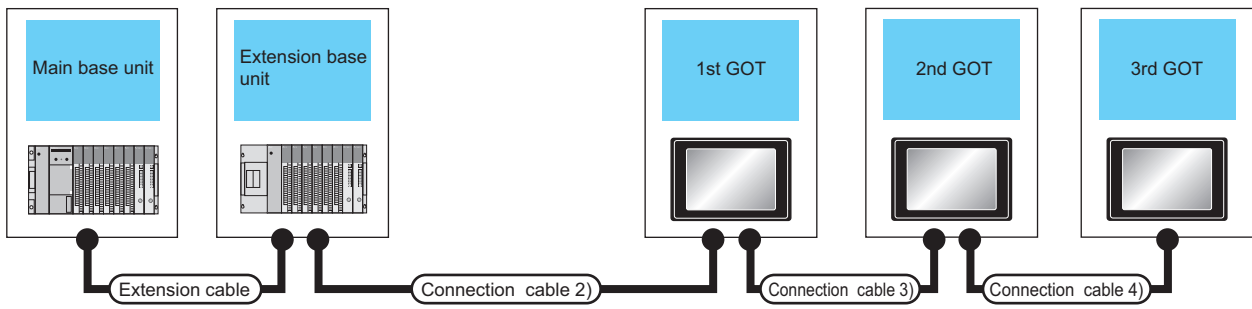 Main base unit
Extension base
unit
1st GOT
2nd GOT
3rd GOT
Extension cable
Connection cable 2)
Connection cable 3)
Connection cable 4)